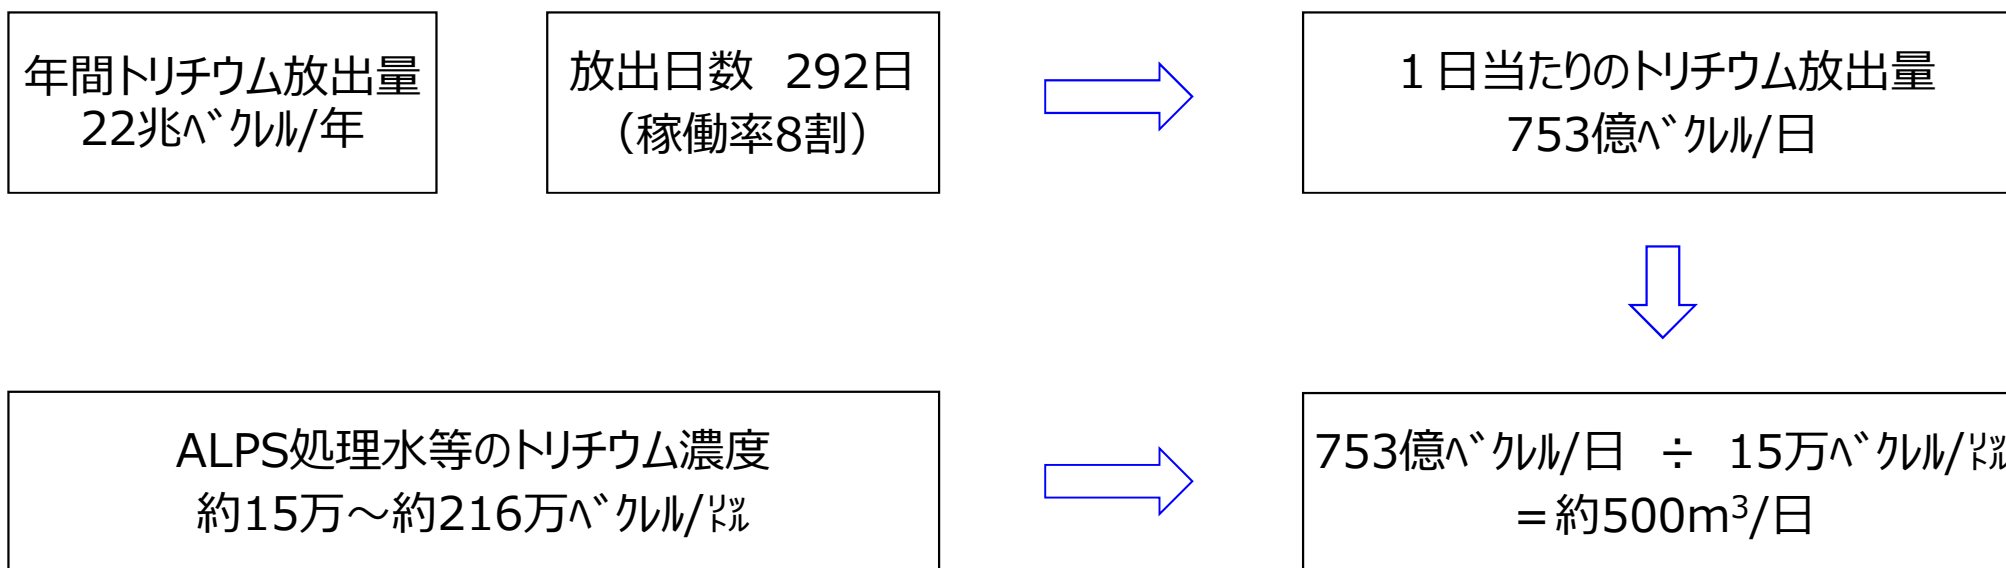 年間トリチウム放出量
22兆ベクレル/年
放出日数 292日
（稼働率8割）
１日当たりのトリチウム放出量
753億ベクレル/日
ALPS処理水等のトリチウム濃度
約15万～約216万ベクレル/㍑
753億ベクレル/日 ÷ 15万ベクレル/㍑
＝約500m³/日